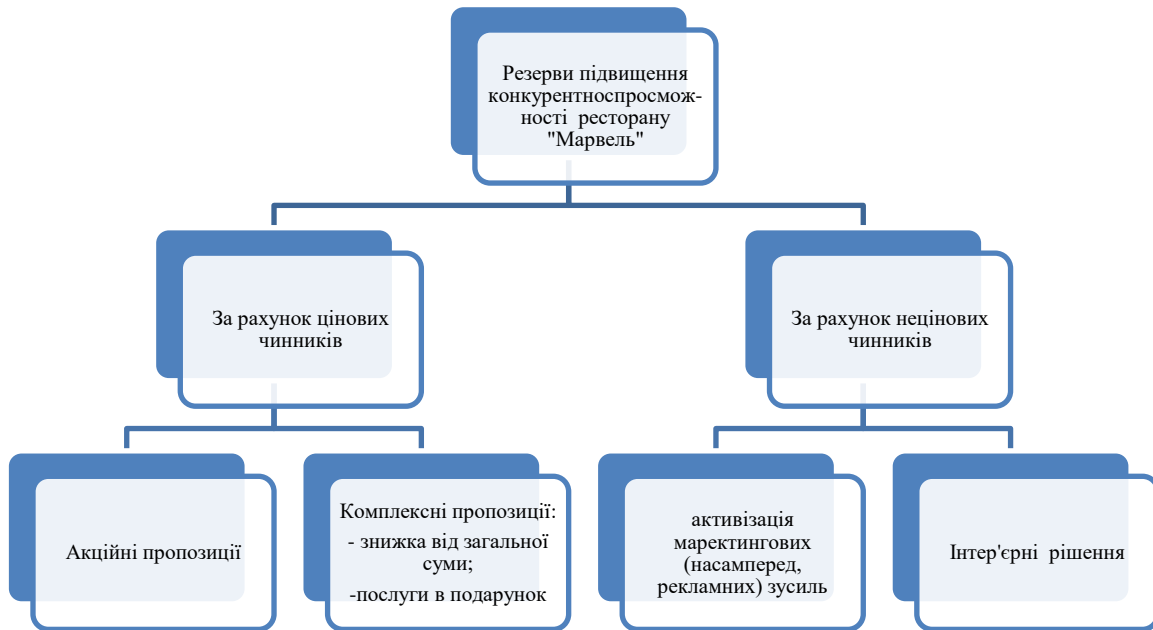 Резерви підвищення
конкурентноспросмож-
ності ресторану
"Марвель"
За рахунок цінових
чинників
За рахунок нецінових
чинників
Акційні пропозиції
Комплексні пропозиції:
- знижка від загальної
суми;
-послуги в подарунок
активізація
маректингових
(насамперед,
рекламних) зусиль
Інтер'єрні рішення